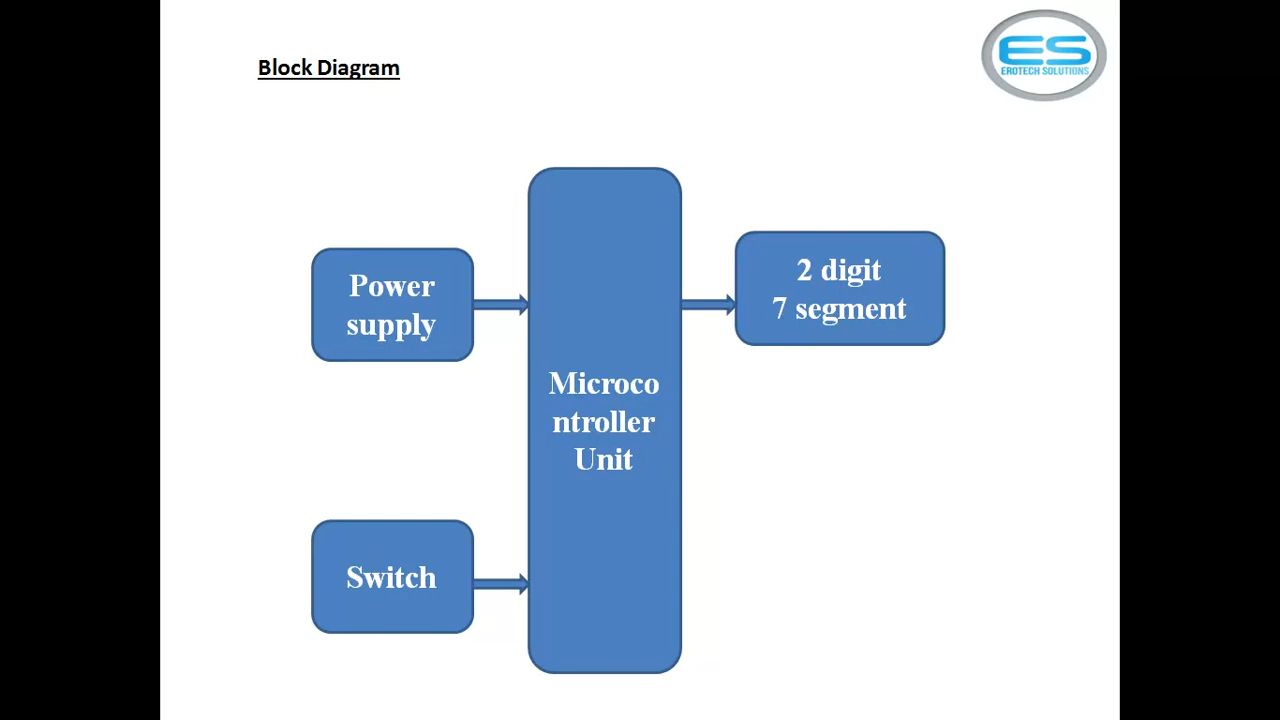 Block Diagram
ES
EROTECH SOLUTIONS
Power
supply
2 digit
7 segment
Microco
ntroller
Unit
Switch